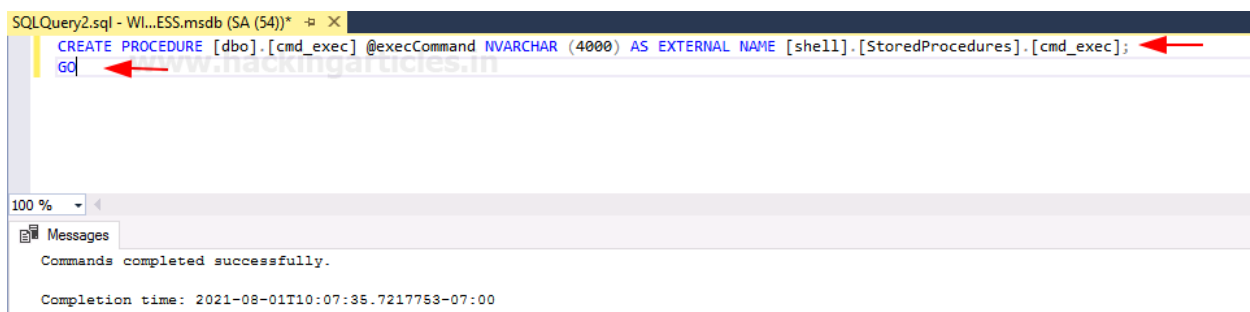 SQLQuery2.sql - WI...ESS.msdb (SA (54))*
CREATE PROCEDURE [dbo].[cmd_exec] @execCommand NVARCHAR (4000) AS EXTERNAL NAME [shell].[StoredProcedures].[cmd_exec];
GO
www.hackingarticles.in
100 %
Messages
Commands completed successfully.
Completion time: 2021-08-01T10:07:35.7217753-07:00